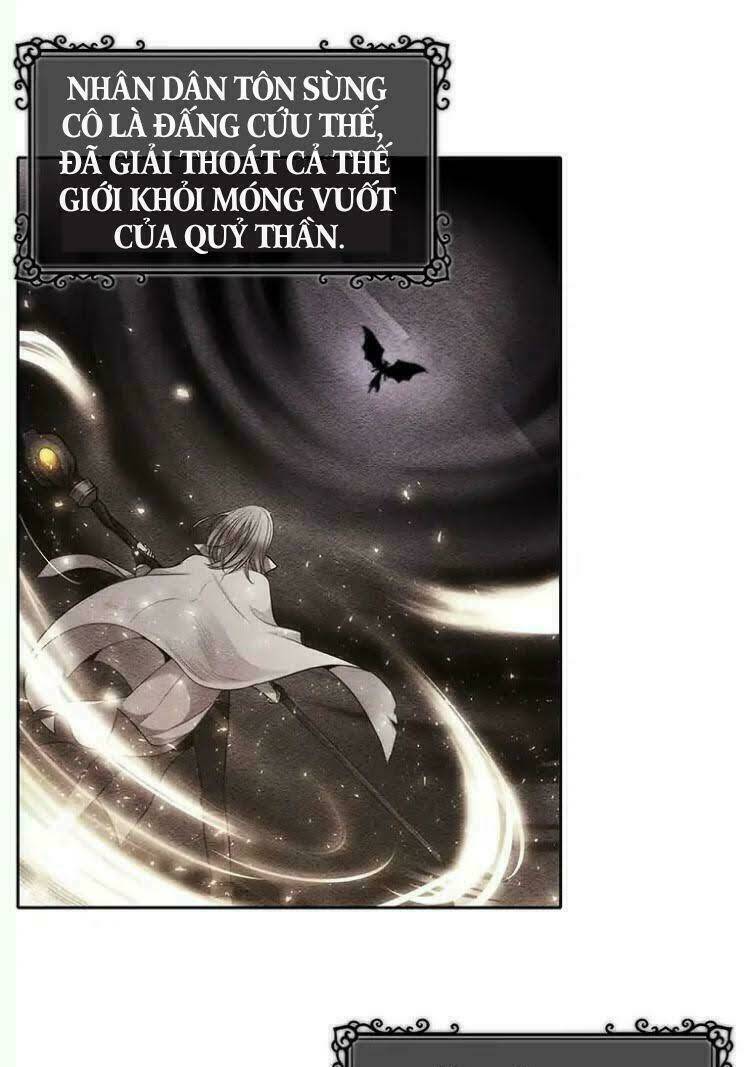 NHÂN DÂN TÔN SÙNG
CÔ LÀ ĐẤNG CỨU THẾ,
ĐÃ GIẢI THOÁT CẢ THẾ
GIỚI KHỎI MÓNG VUỐT
CỦA QUỶ THẦN.